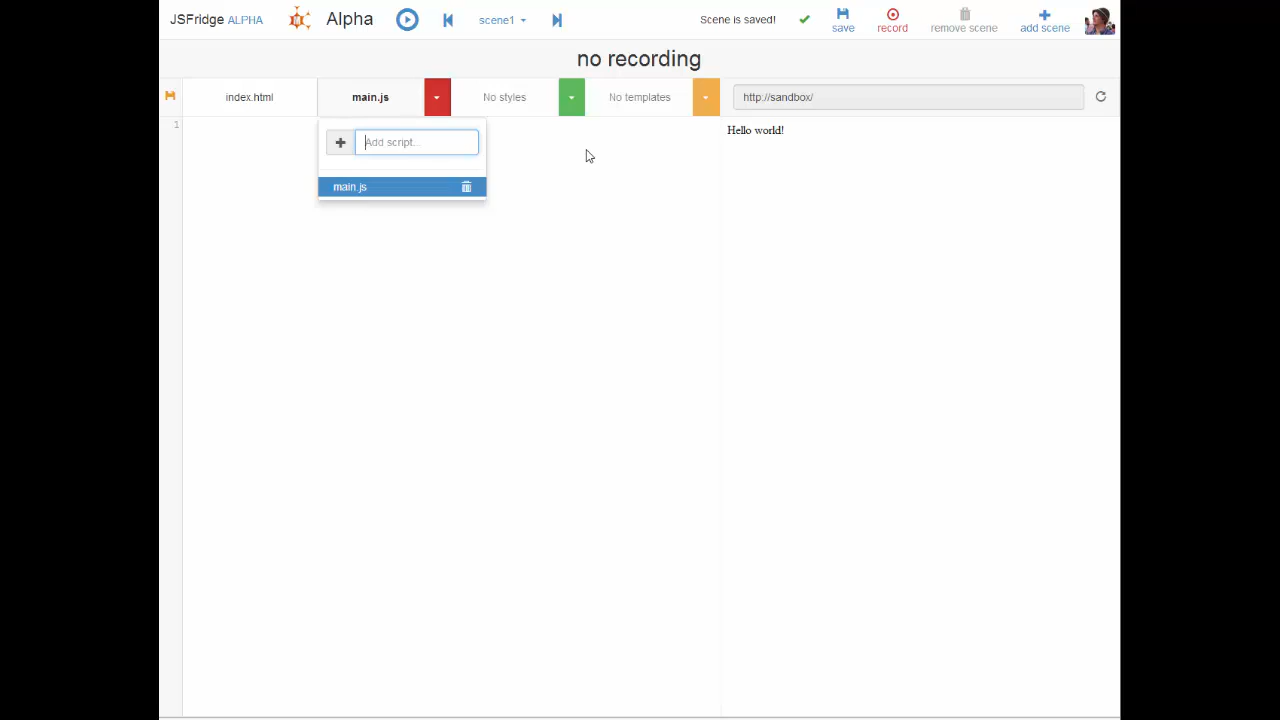 JSFridge ALPHA
Alpha
scene1
Scene is saved!
save
record
remove scene
add scene
no recording
index.html
main.js
No styles
No templates
http://sandbox/
1
Add script...
Hello world!
main.js